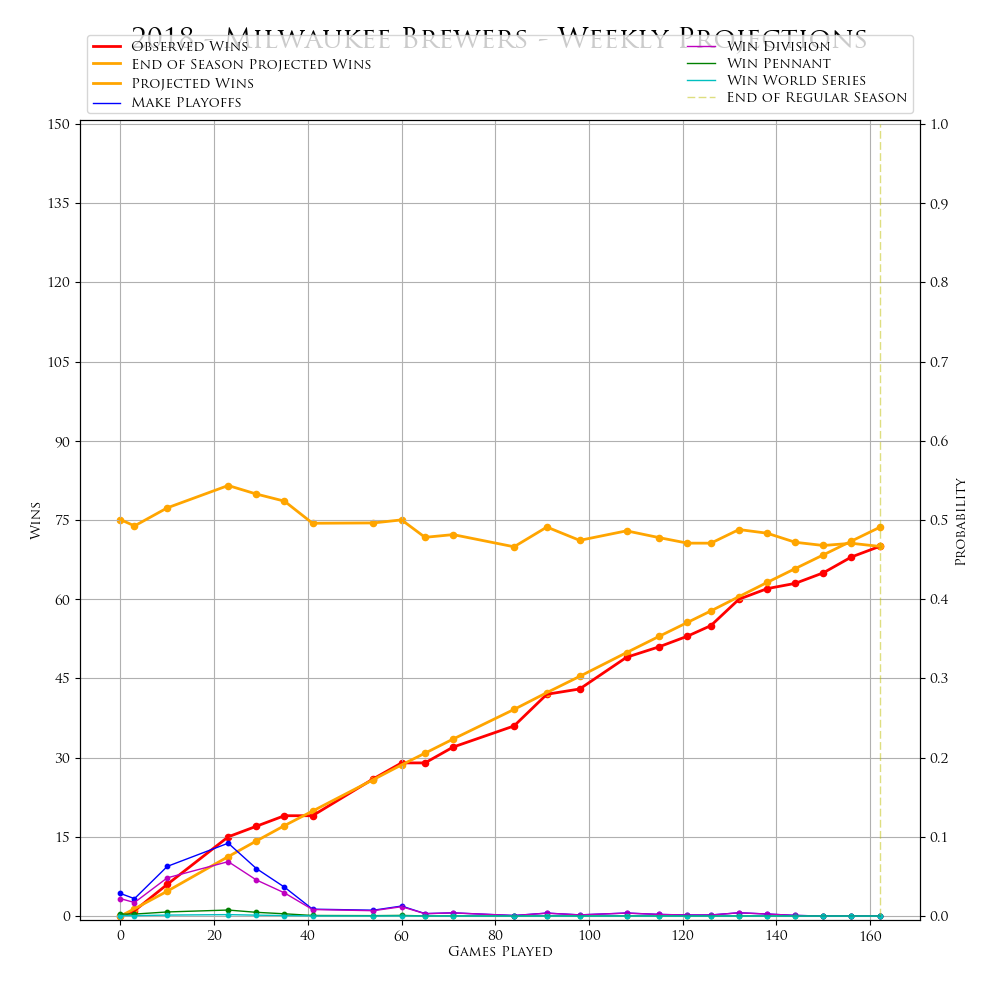 2018 - Milwaukee Brewers - Weekly Projections
Observed Wins
End of Season Projected Wins
Projected Wins
Make Playoffs
Win Division
Win Pennant
Win World Series
End of Regular Season
150
135
120
105
90
75
60
45
30
15
0
Wins
1.0
0.9
0.8
0.7
0.6
0.5
0.4
0.3
0.2
0.1
0.0
Probability
0 20 40 60 80 100 120 140 160
Games Played